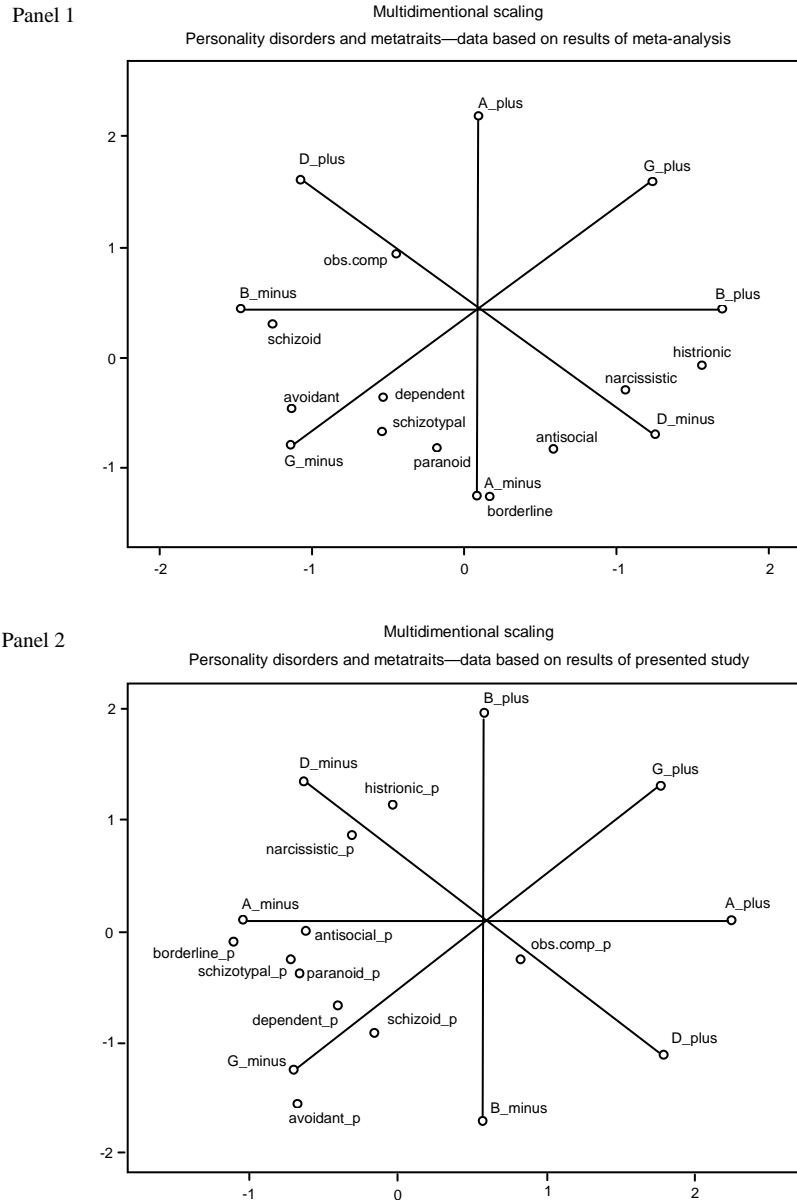 Panel 1
Multidimentional scaling
Personality disorders and metatraits—data based on results of meta-analysis
A_plus
2
D_plus
G_plus
1
obs.comp
B_minus
B_plus
schizoid
histrionic
0
narcissistic
avoidant
dependent
D_minus
schizotypal
antisocial
G_minus
paranoid
-1
A_minus
borderline
-2
-1
0
-1
2
Panel 2
Multidimentional scaling
Personality disorders and metatraits—data based on results of presented study
B_plus
2
D_minus
G_plus
histrionic_p
1
narcissistic_p
A_minus
A_plus
0
antisocial_p
obs.comp_p
borderline_p
schizotypal_p
paranoid_p
dependent_p
schizoid_p
-1
D_plus
G_minus
B_minus
avoidant_p
-2
-1
0
1
2